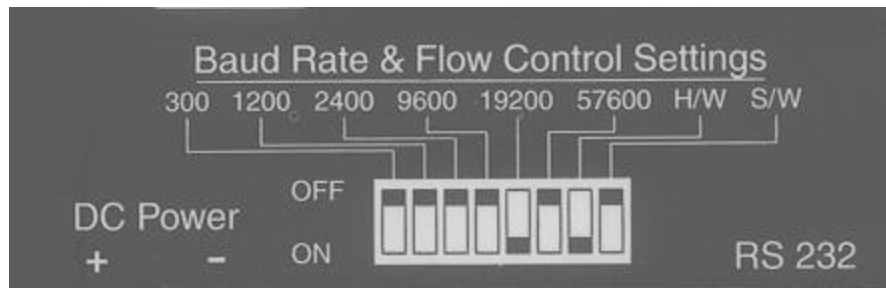 Baud Rate & Flow Control Settings
300 1200 2400 9600 19200 57600 H/W S/W
OFF
DC Power
+ -
ON
RS 232